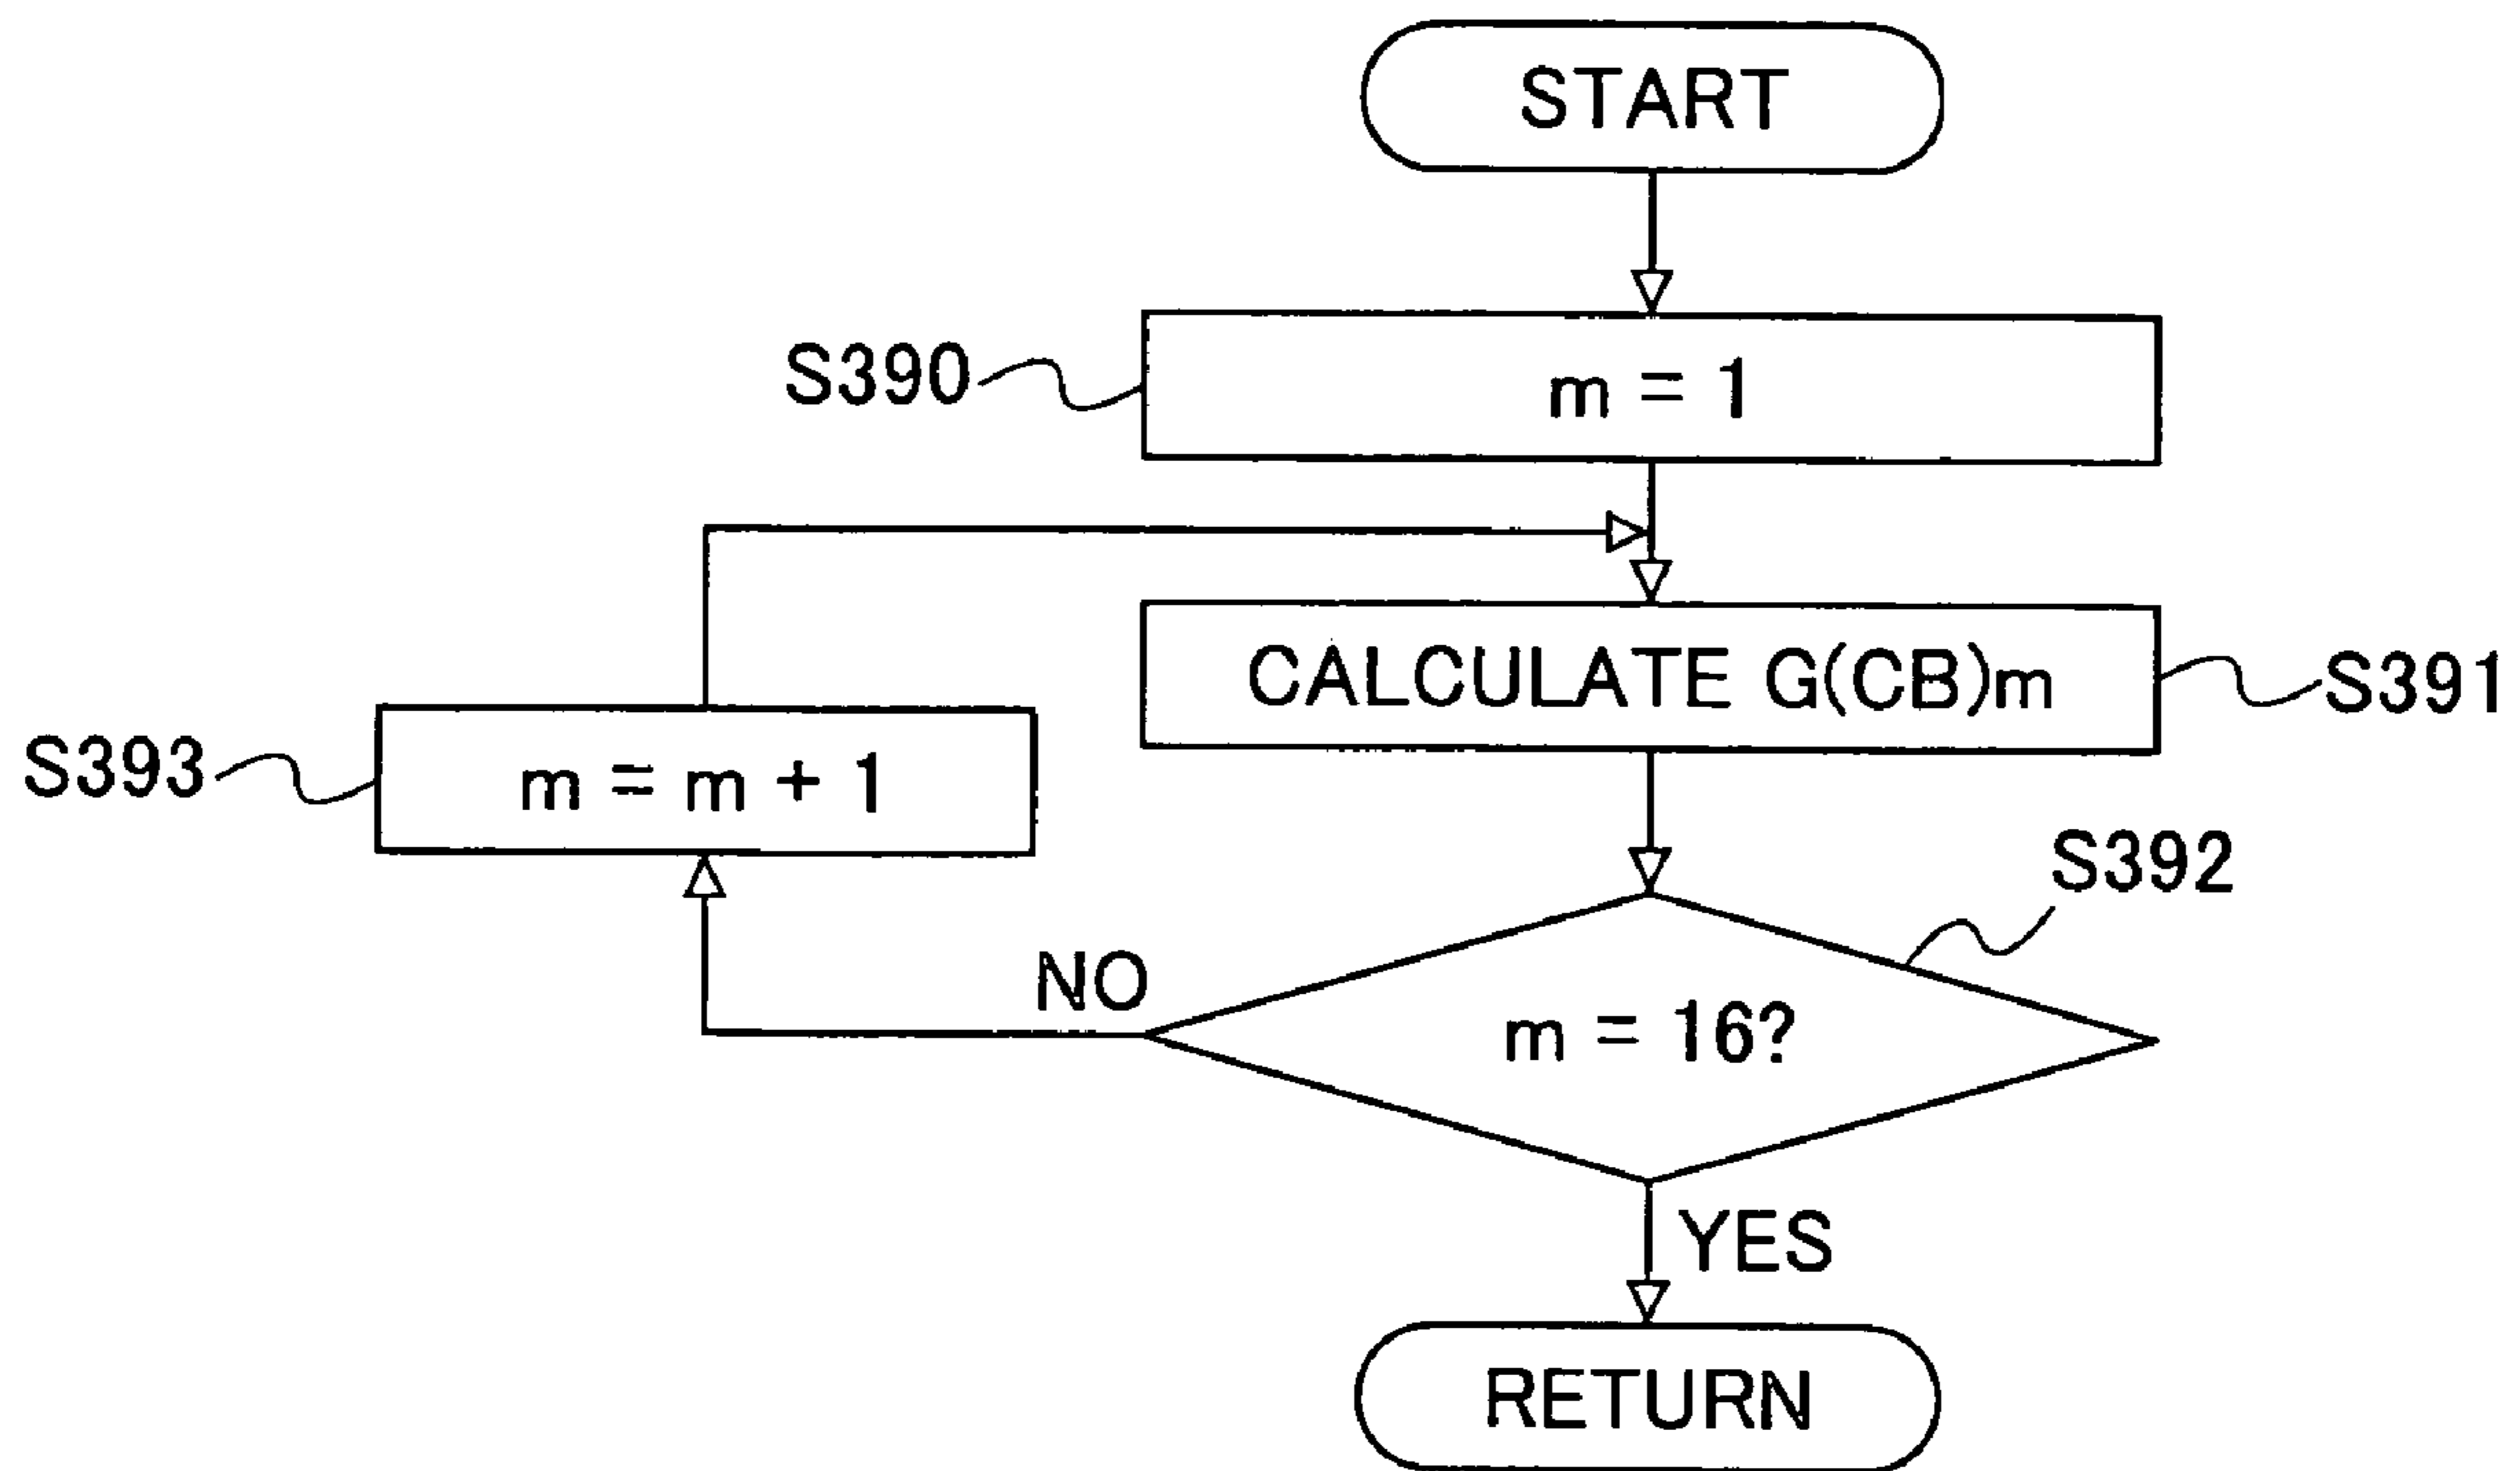 START
S390
m = 1
CALCULATE G(CB)m
S391
S393
m = m + 1
S392
NO
m = 16?
YES
RETURN